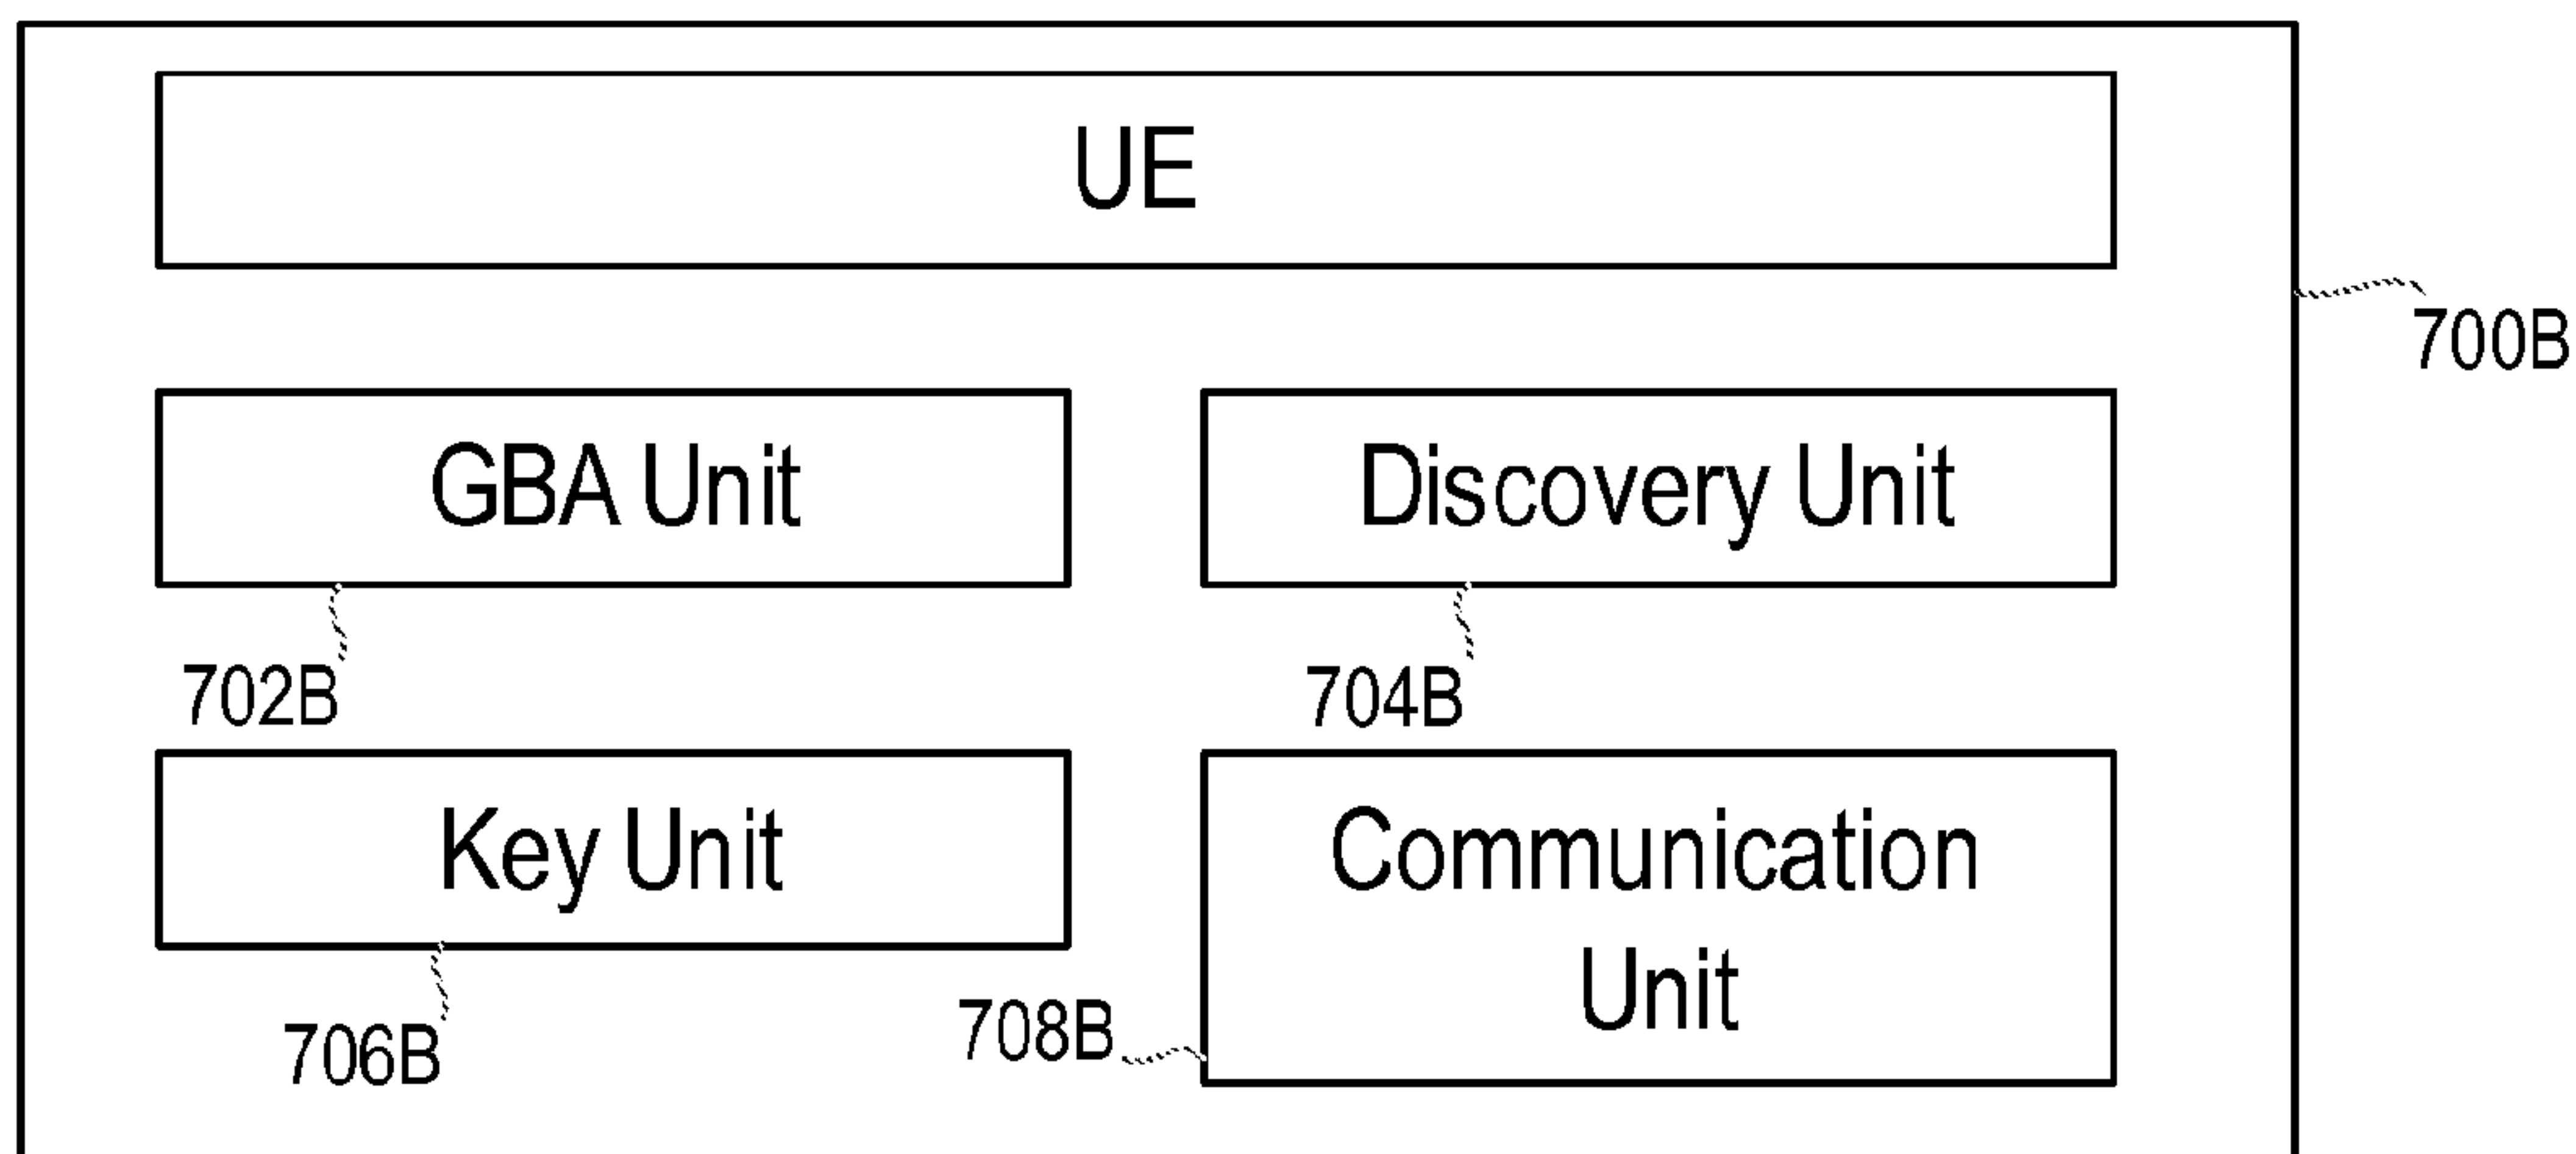 UE
700B
GBA Unit
Discovery Unit
702B
704B
Key Unit
Communication
Unit
706B
708B